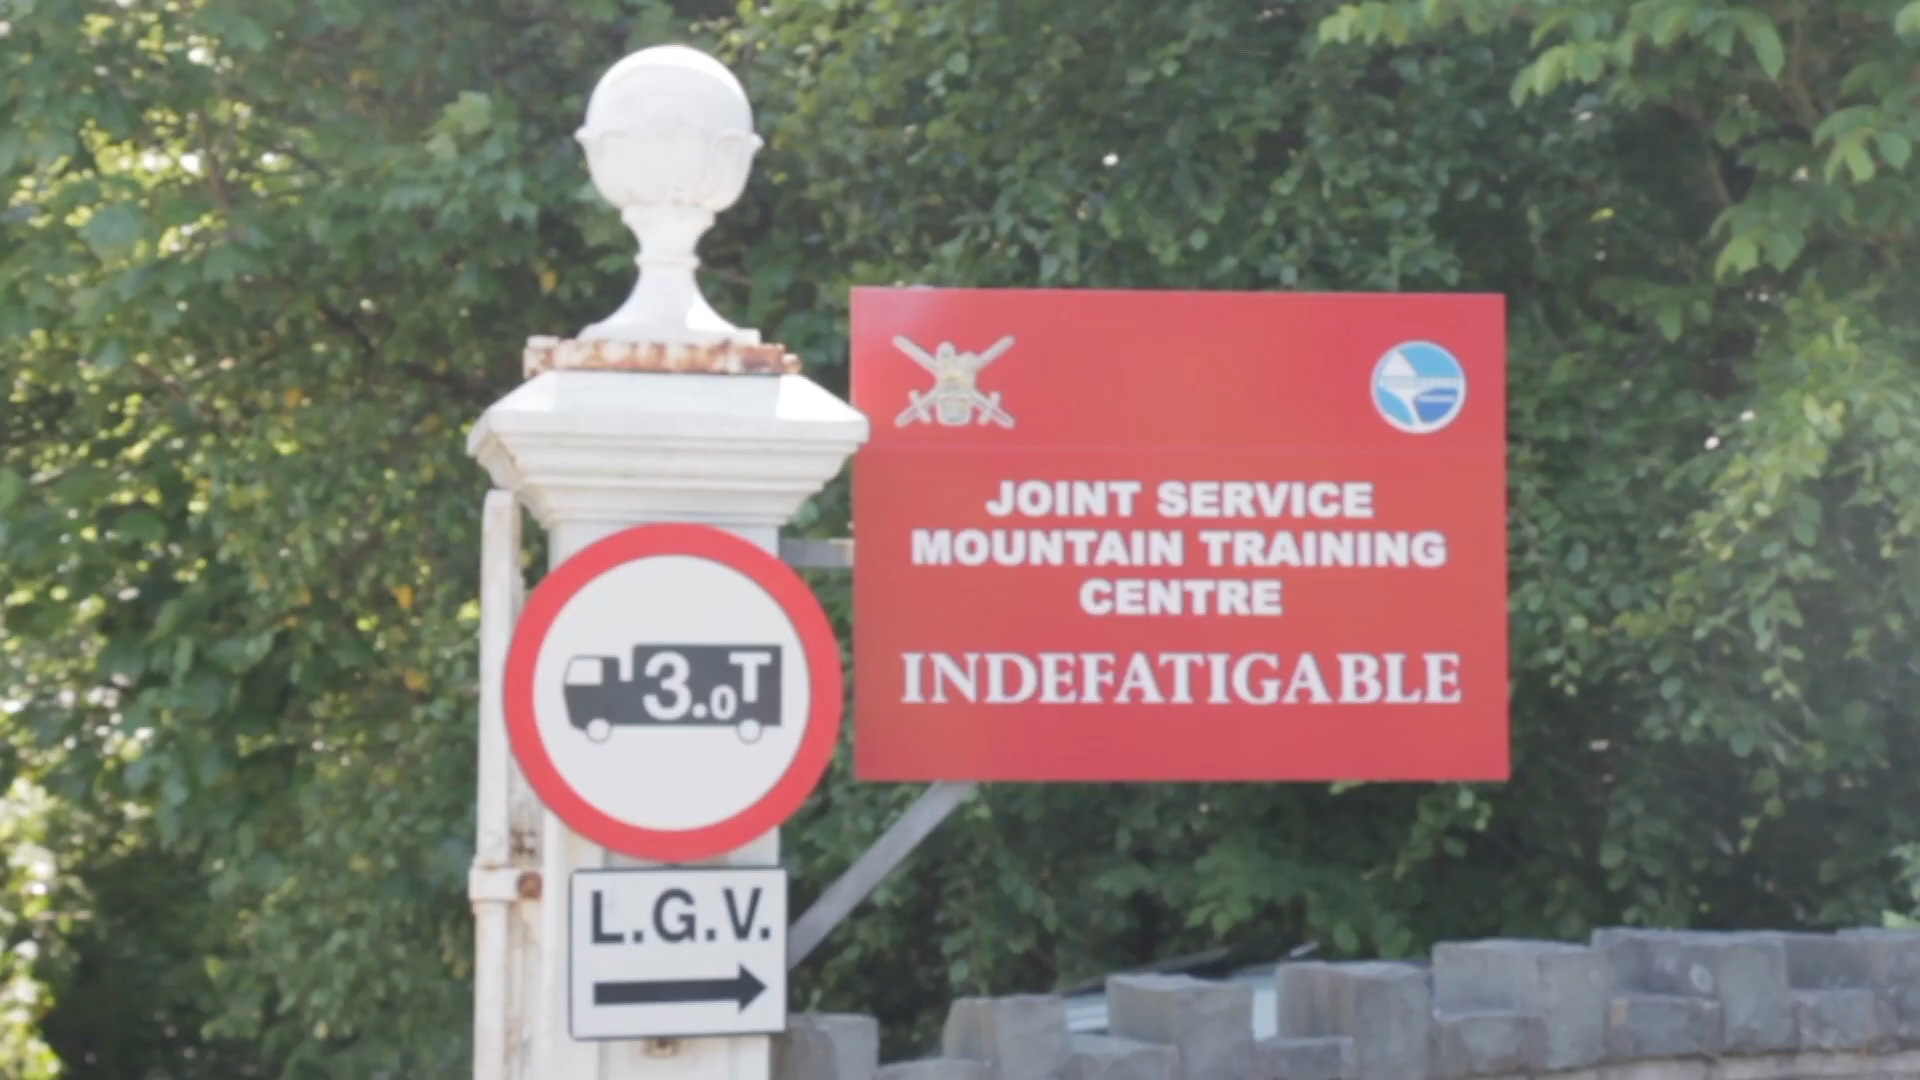 JOINT SERVICE
MOUNTAIN TRAINING
CENTRE
INDEFATIGABLE
3.0T
L.G.V.